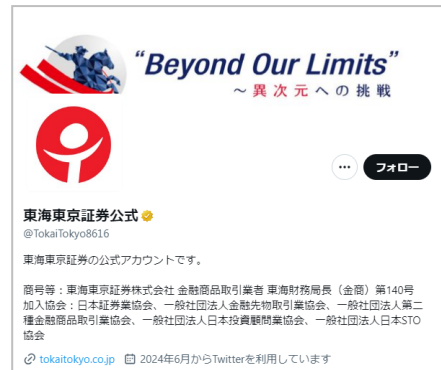 “Beyond Our Limits”
～異次元への挑戦
フォロー
東海東京証券公式
@TokaiTokyo8616
東海東京証券の公式アカウントです。
商号等：東海東京証券株式会社 金融商品取引業者 東海財務局長（金商）第140号
加入協会：日本証券業協会、一般社団法人金融先物取引業協会、一般社団法人第二
種金融商品取引業協会、一般社団法人日本投資顧問業協会、一般社団法人日本STO
協会
tokaitokyo.co.jp 2024年6月からTwitterを利用しています